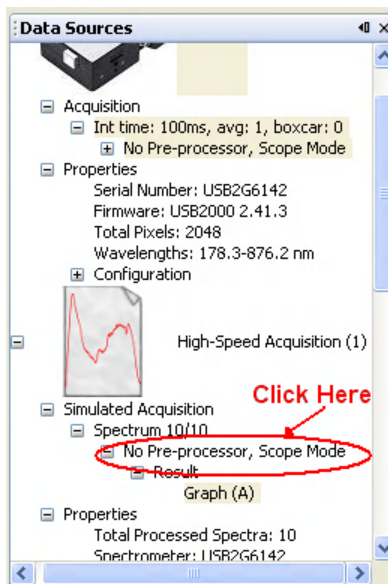 Data Sources
Acquisition
Int time: 100ms, avg: 1, boxcar: 0
No Pre-processor, Scope Mode
Properties
Serial Number: USB2G6142
Firmware: USB2000 2.41.3
Total Pixels: 2048
Wavelengths: 178.3-876.2 nm
Configuration
High-Speed Acquisition (1)
Click Here
Simulated Acquisition
Spectrum 10/10
No Pre-processor, Scope Mode
Result
Graph (A)
Properties
Total Processed Spectra: 10
Spectrometer: USB2G6142